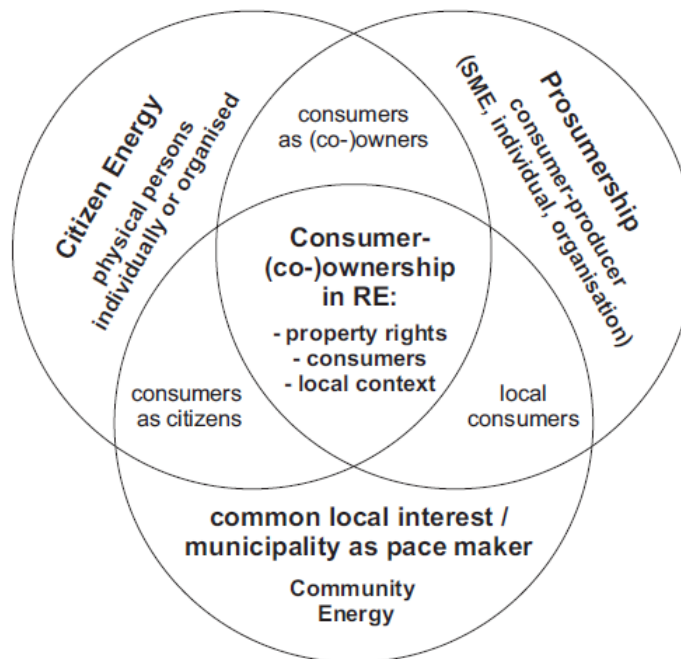 Citizen Energy
physical persons
individually or organised
consumers
as (co-)owners
Prosumership
consumer-producer
(SME, individual, organisation)
Consumer-
(co-)ownership
in RE:
- property rights
- consumers
- local context
consumers
as citizens
local
consumers
common local interest /
municipality as pace maker
Community
Energy